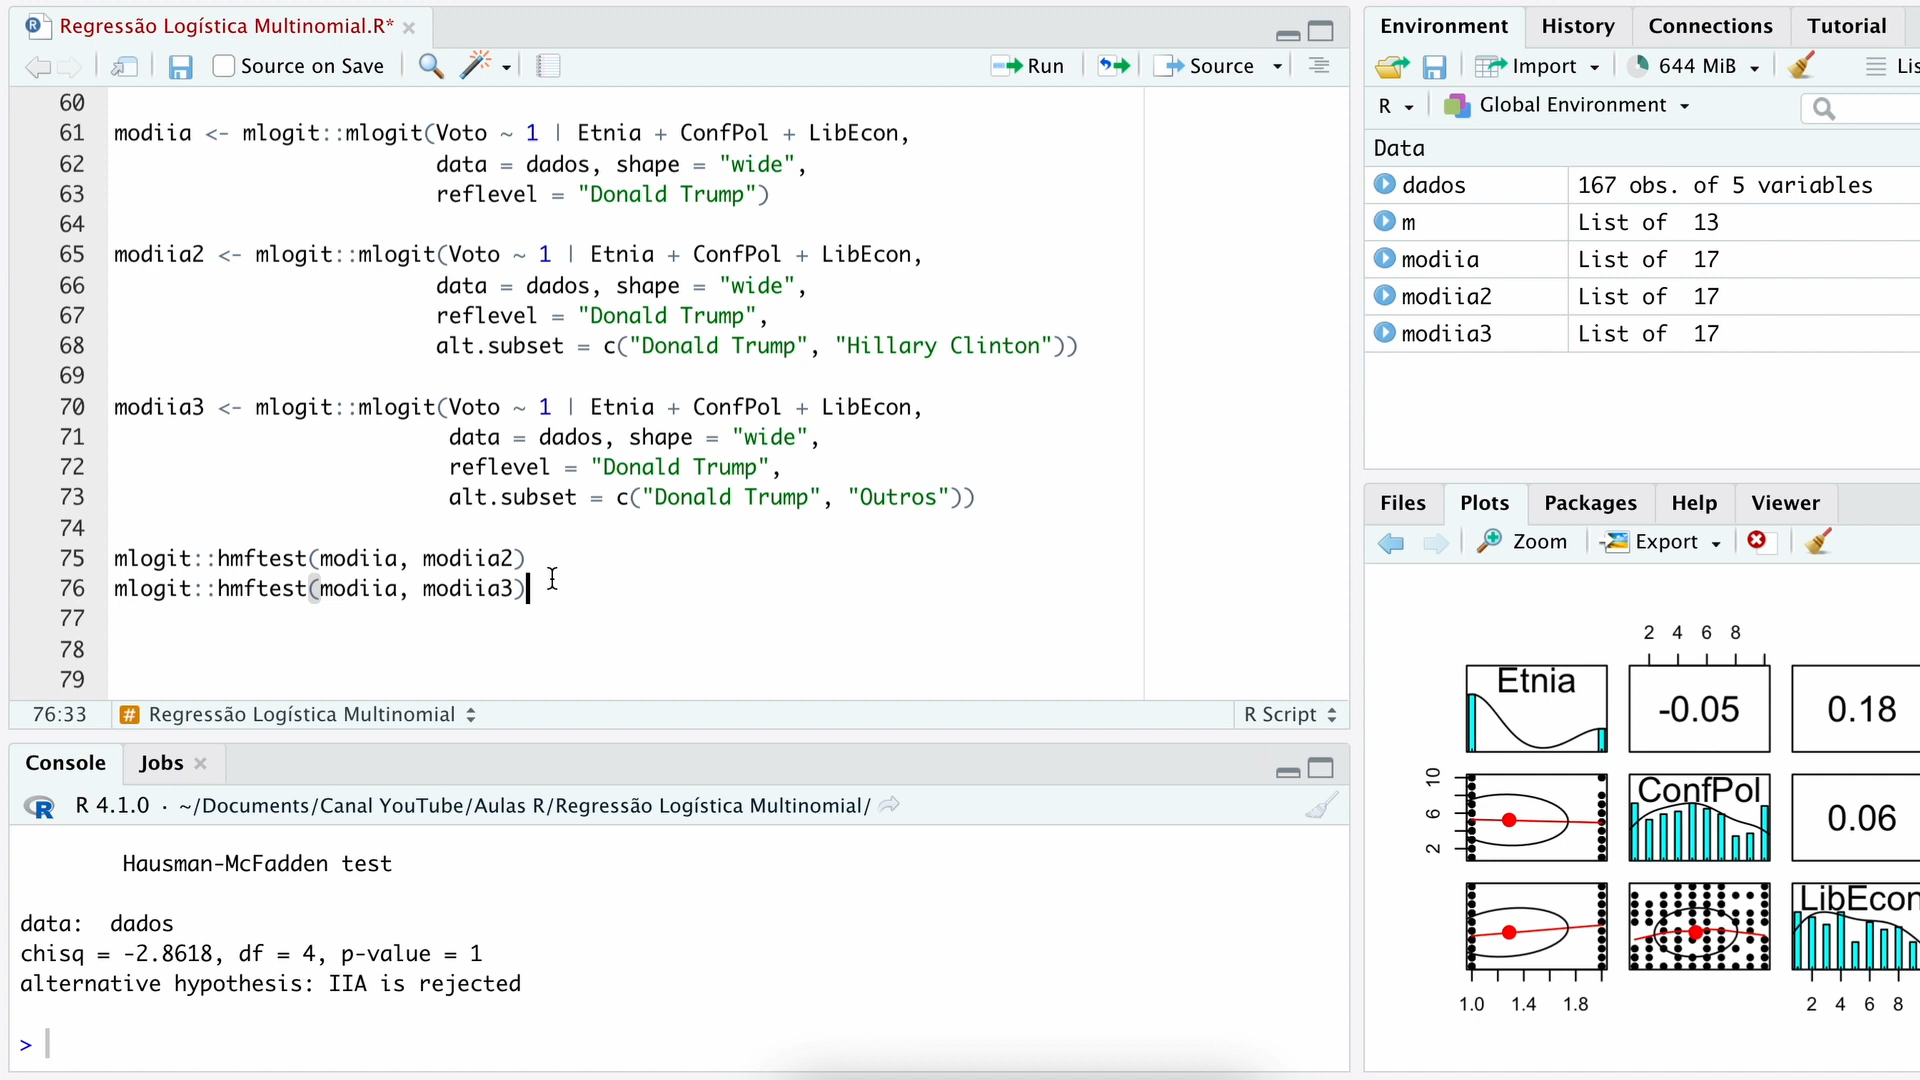 Regressão Logística Multinomial.R*
Source on Save
Run
Source
60
61 modiia <- mlogit::mlogit(Voto ~ 1 | Etnia + ConfPol + LibEcon,
62 data = dados, shape = "wide",
63 reflevel = "Donald Trump")
64
65 modiia2 <- mlogit::mlogit(Voto ~ 1 | Etnia + ConfPol + LibEcon,
66 data = dados, shape = "wide",
67 reflevel = "Donald Trump",
68 alt.subset = c("Donald Trump", "Hillary Clinton"))
69
70 modiia3 <- mlogit::mlogit(Voto ~ 1 | Etnia + ConfPol + LibEcon,
71 data = dados, shape = "wide",
72 reflevel = "Donald Trump",
73 alt.subset = c("Donald Trump", "Outros"))
74
75 mlogit::hmftest(modiia, modiia2)
76 mlogit::hmftest(modiia, modiia3)
77
78
79
76:33 # Regressão Logística Multinomial R Script
Console Jobs
R 4.1.0 · ~/Documents/Canal YouTube/Aulas R/Regressão Logística Multinomial/
Hausman-McFadden test
data: dados
chisq = -2.8618, df = 4, p-value = 1
alternative hypothesis: IIA is rejected
>
Environment History Connections Tutorial
Import 644 MiB Lis
R Global Environment
Data
dados 167 obs. of 5 variables
m List of 13
modiia List of 17
modiia2 List of 17
modiia3 List of 17
Files Plots Packages Help Viewer
Zoom Export
2 4 6 8
Etnia -0.05 0.18
10
6
2
ConfPol 0.06
LibEcon
1.0 1.4 1.8 2 4 6 8